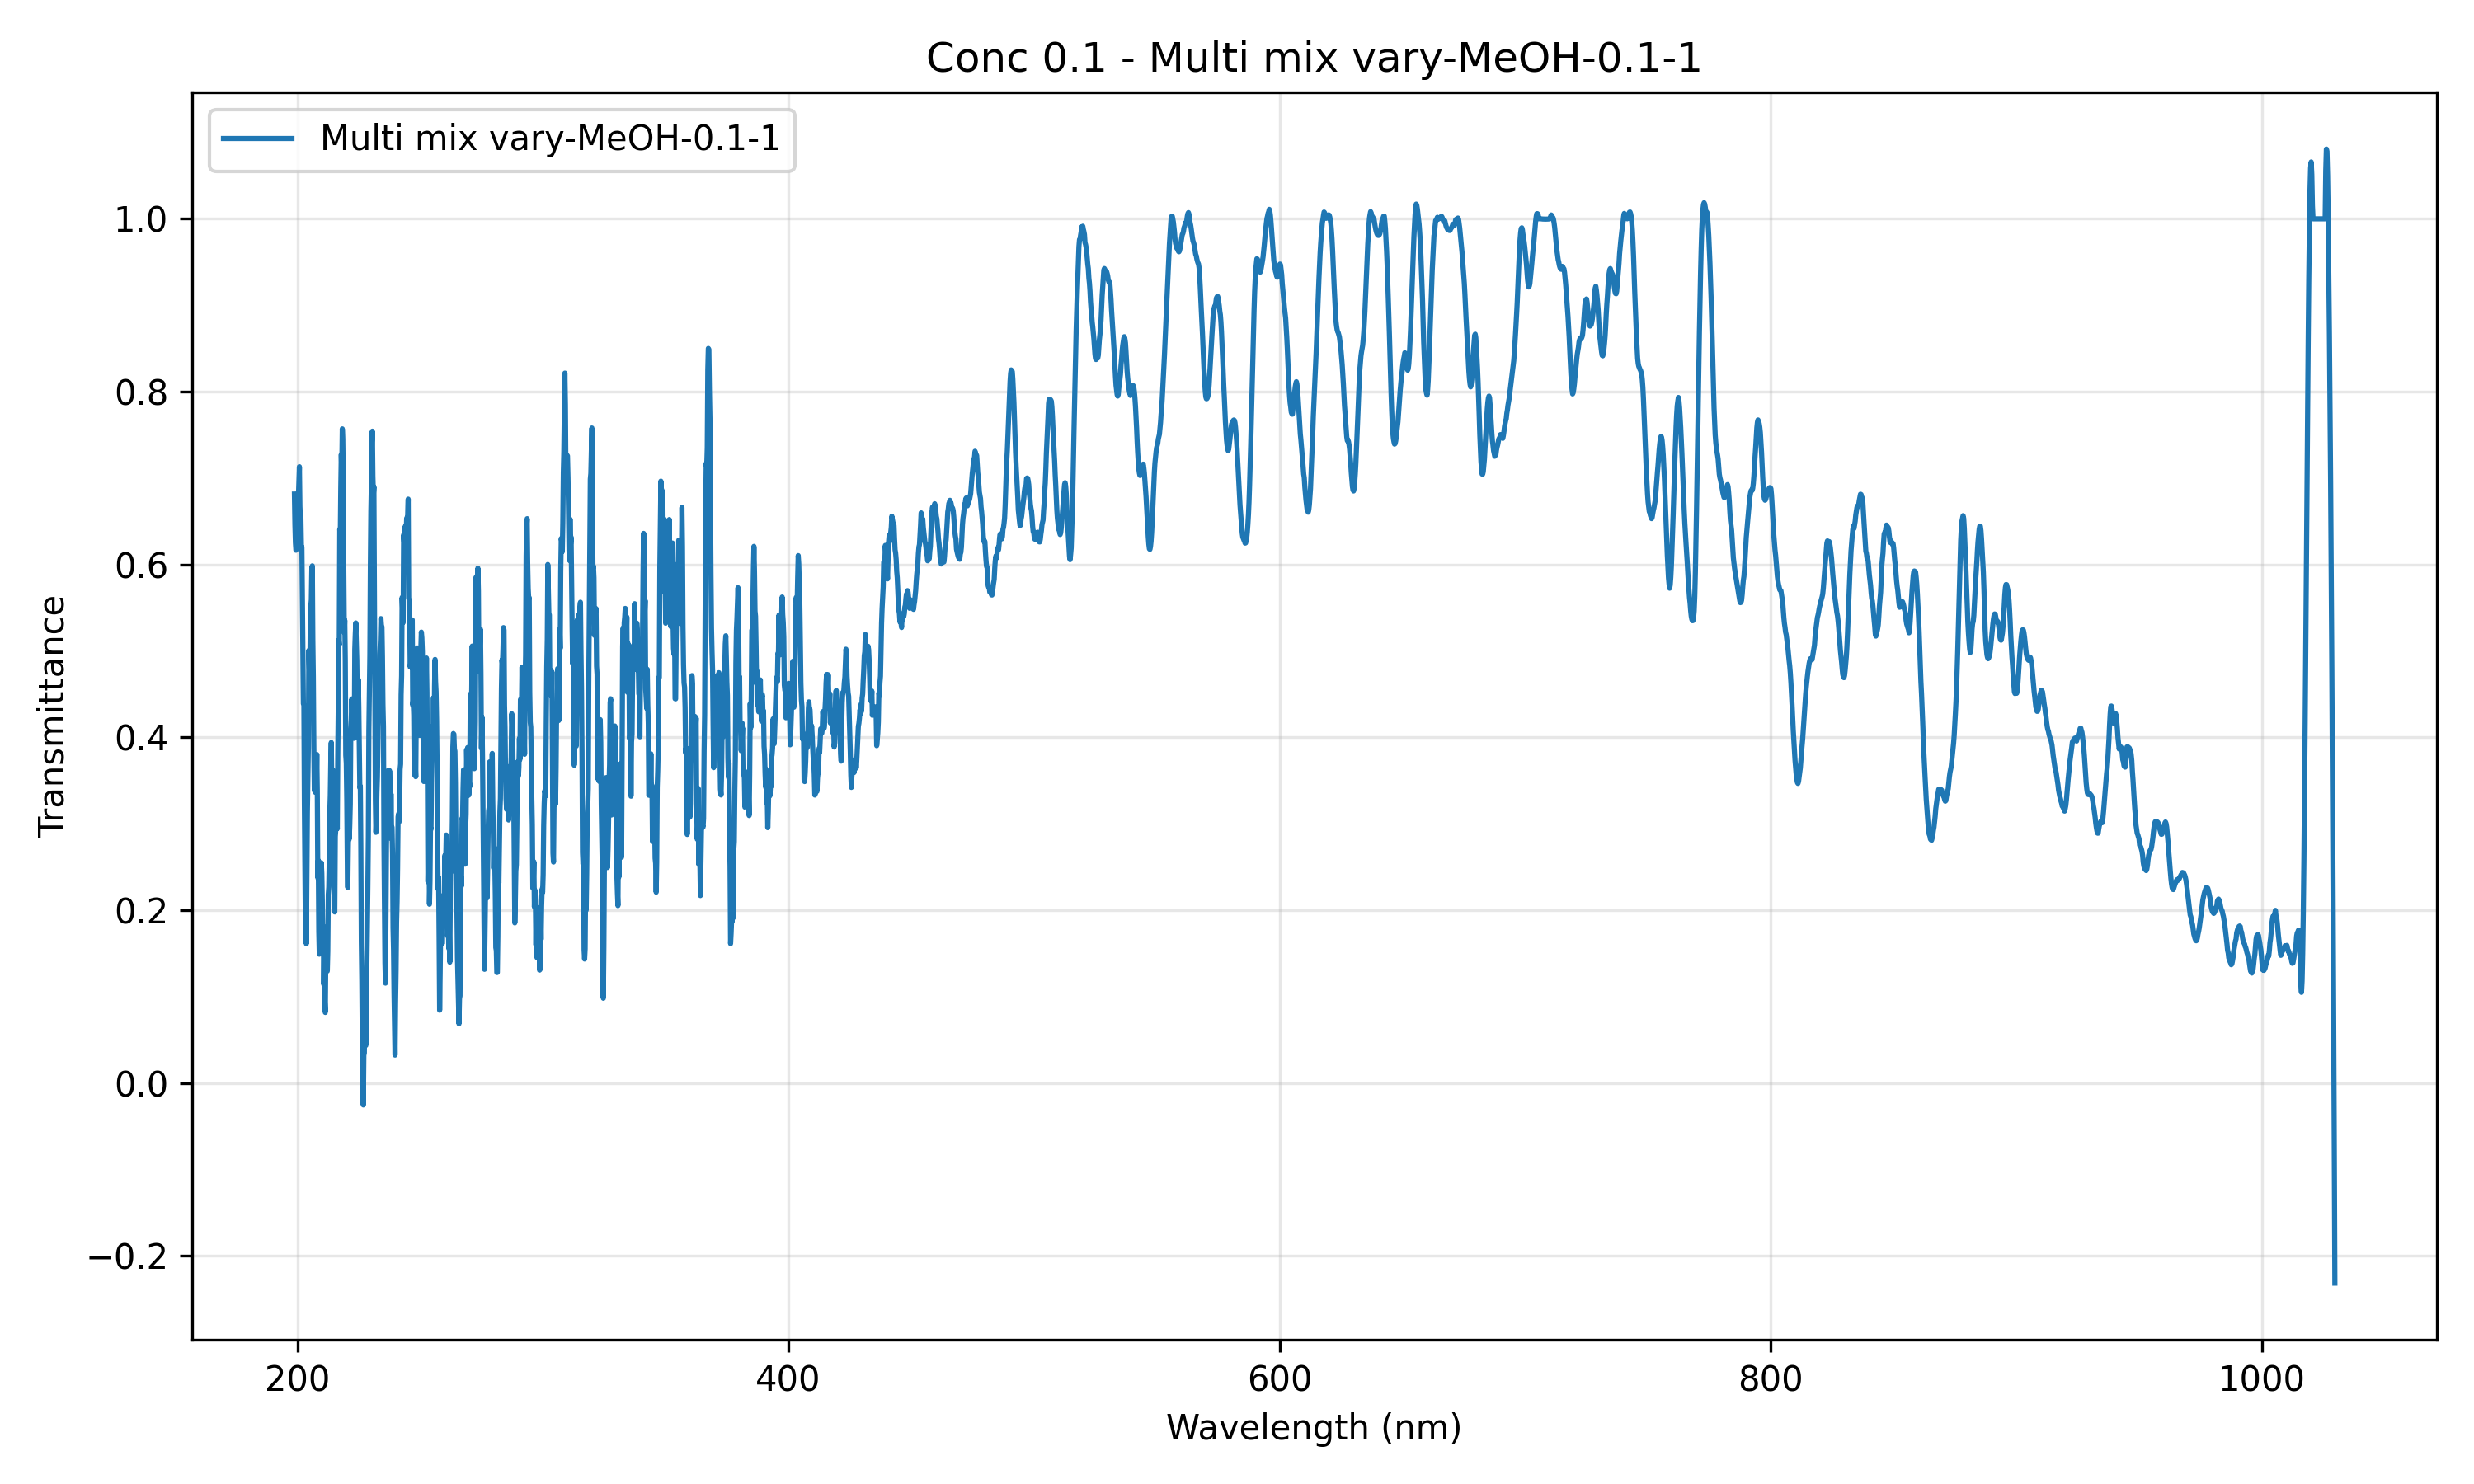 Conc 0.1 - Multi mix vary-MeOH-0.1-1
Multi mix vary-MeOH-0.1-1
Transmittance
1.0
0.8
0.6
0.4
0.2
0.0
−0.2
200 400 600 800 1000
Wavelength (nm)